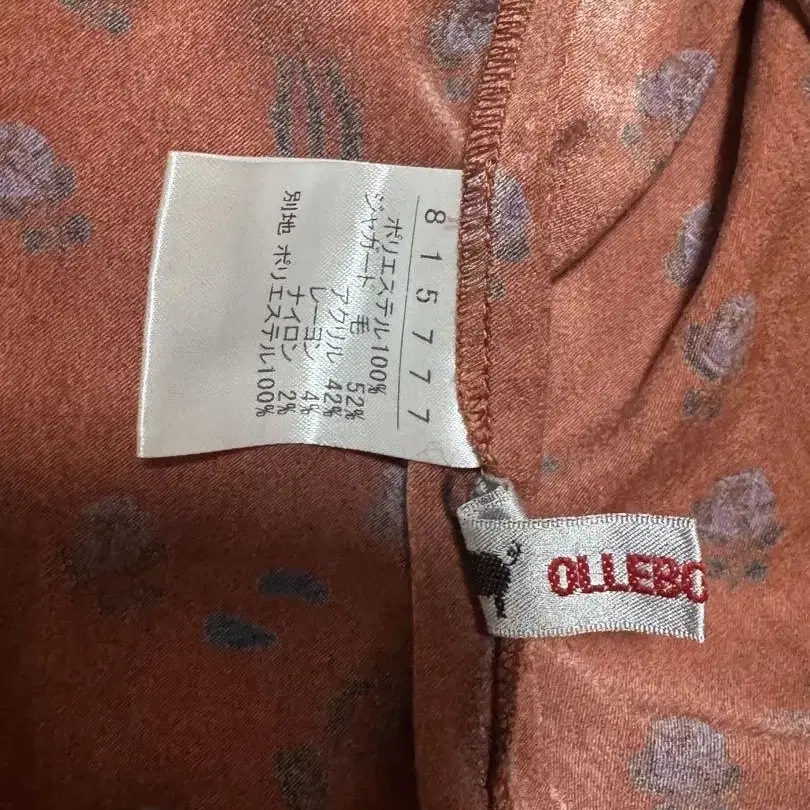 815777
ポリエステル100%
ジャガード 毛 52%
アクリル 42%
レーヨン 4%
ナイロン 2%
別地 ポリエステル100%
OLLEBO